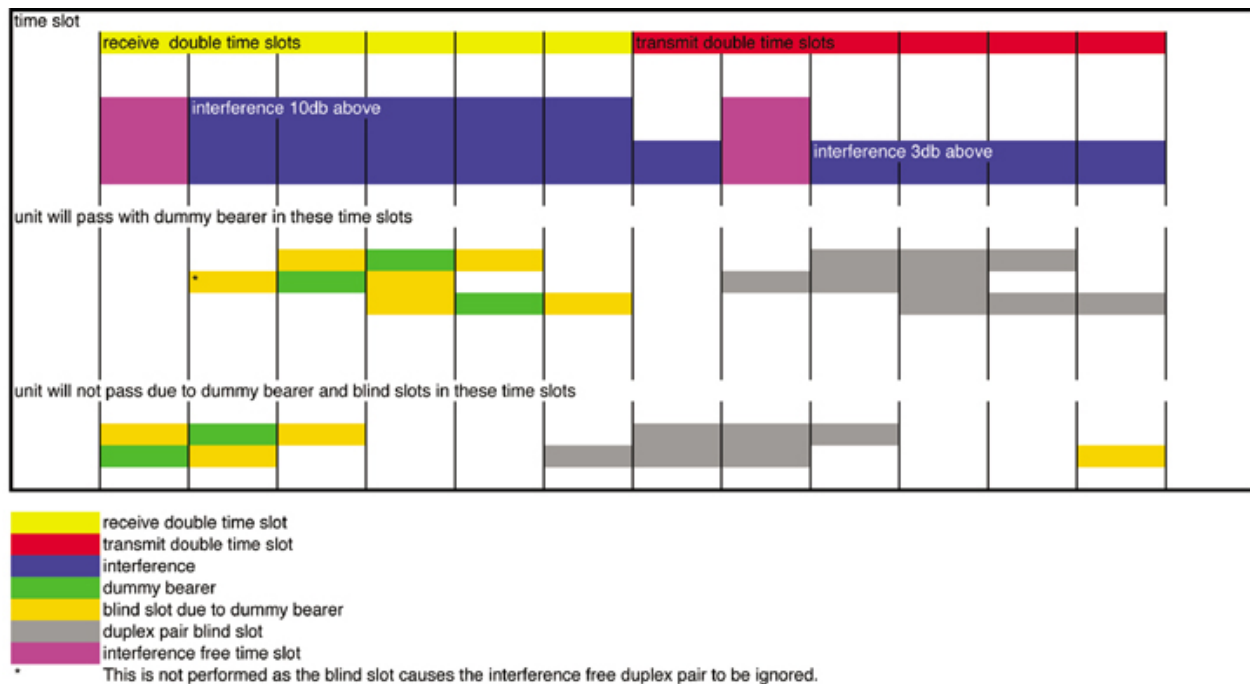 time slot
receive double time slots
transmit double time slots
interference 10db above
interference 3db above
unit will pass with dummy bearer in these time slots
*
unit will not pass due to dummy bearer and blind slots in these time slots
receive double time slot
transmit double time slot
interference
dummy bearer
blind slot due to dummy bearer
duplex pair blind slot
interference free time slot
* This is not performed as the blind slot causes the interference free duplex pair to be ignored.